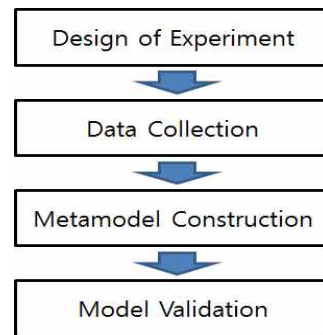 Design of Experiment
Data Collection
Metamodel Construction
Model Validation